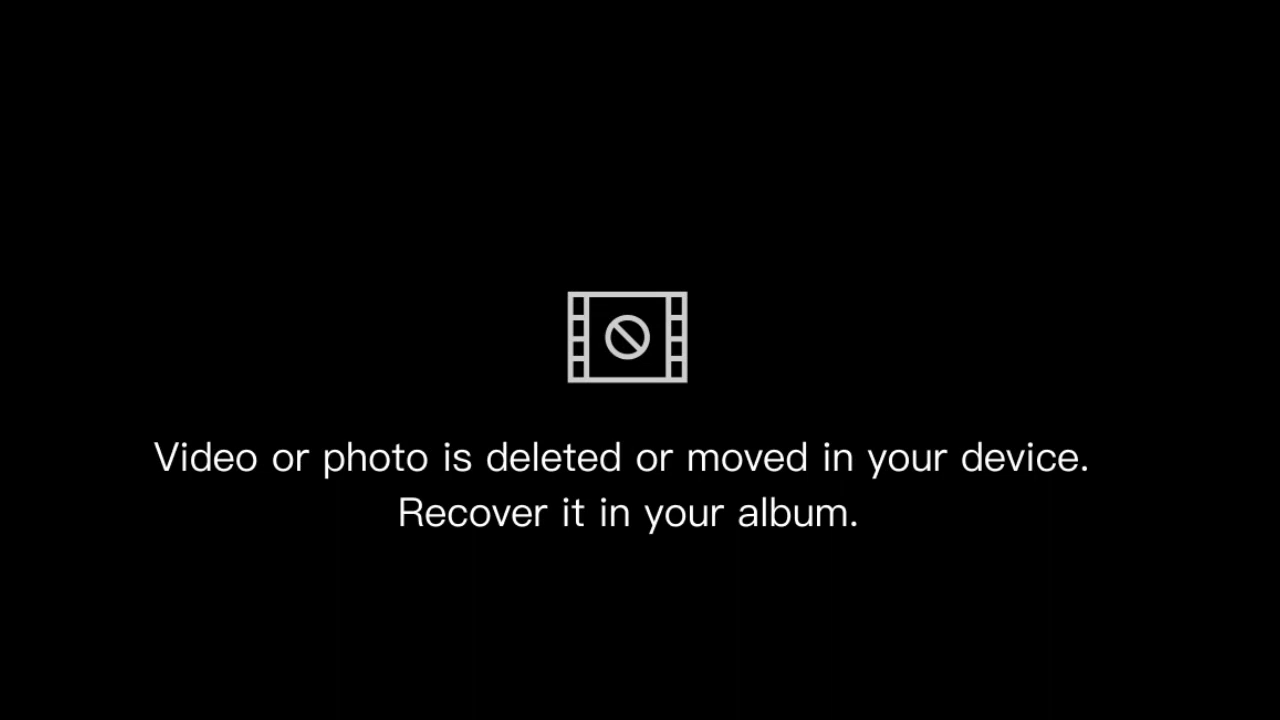 Video or photo is deleted or moved in your device.
Recover it in your album.